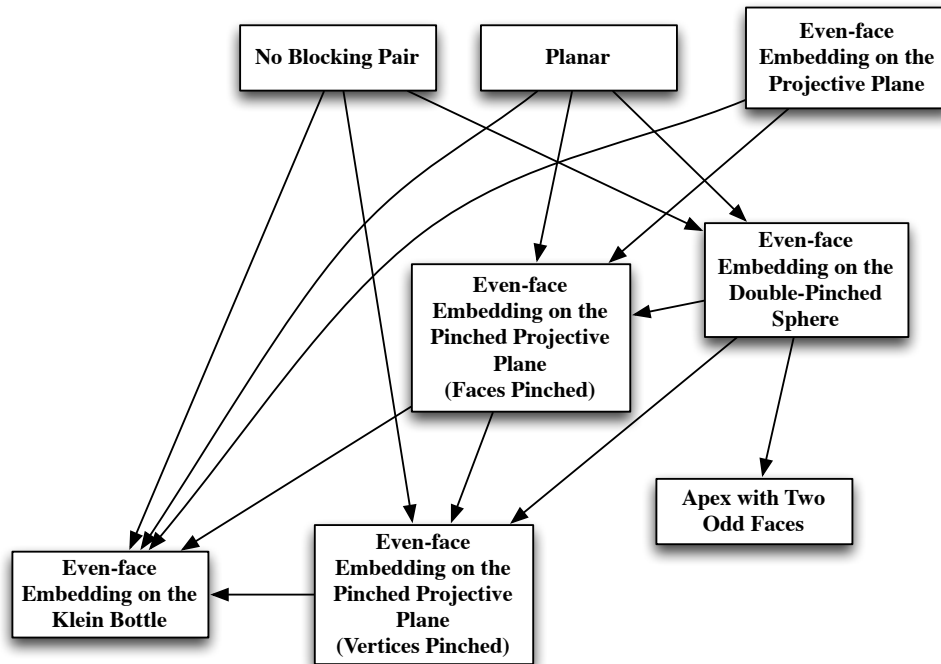 No Blocking Pair
Planar
Even-face
Embedding on the
Projective Plane
Even-face
Embedding on the
Double-Pinched
Sphere
Even-face
Embedding on the
Pinched Projective
Plane
(Faces Pinched)
Apex with Two
Odd Faces
Even-face
Embedding on the
Pinched Projective
Plane
(Vertices Pinched)
Even-face
Embedding on the
Klein Bottle